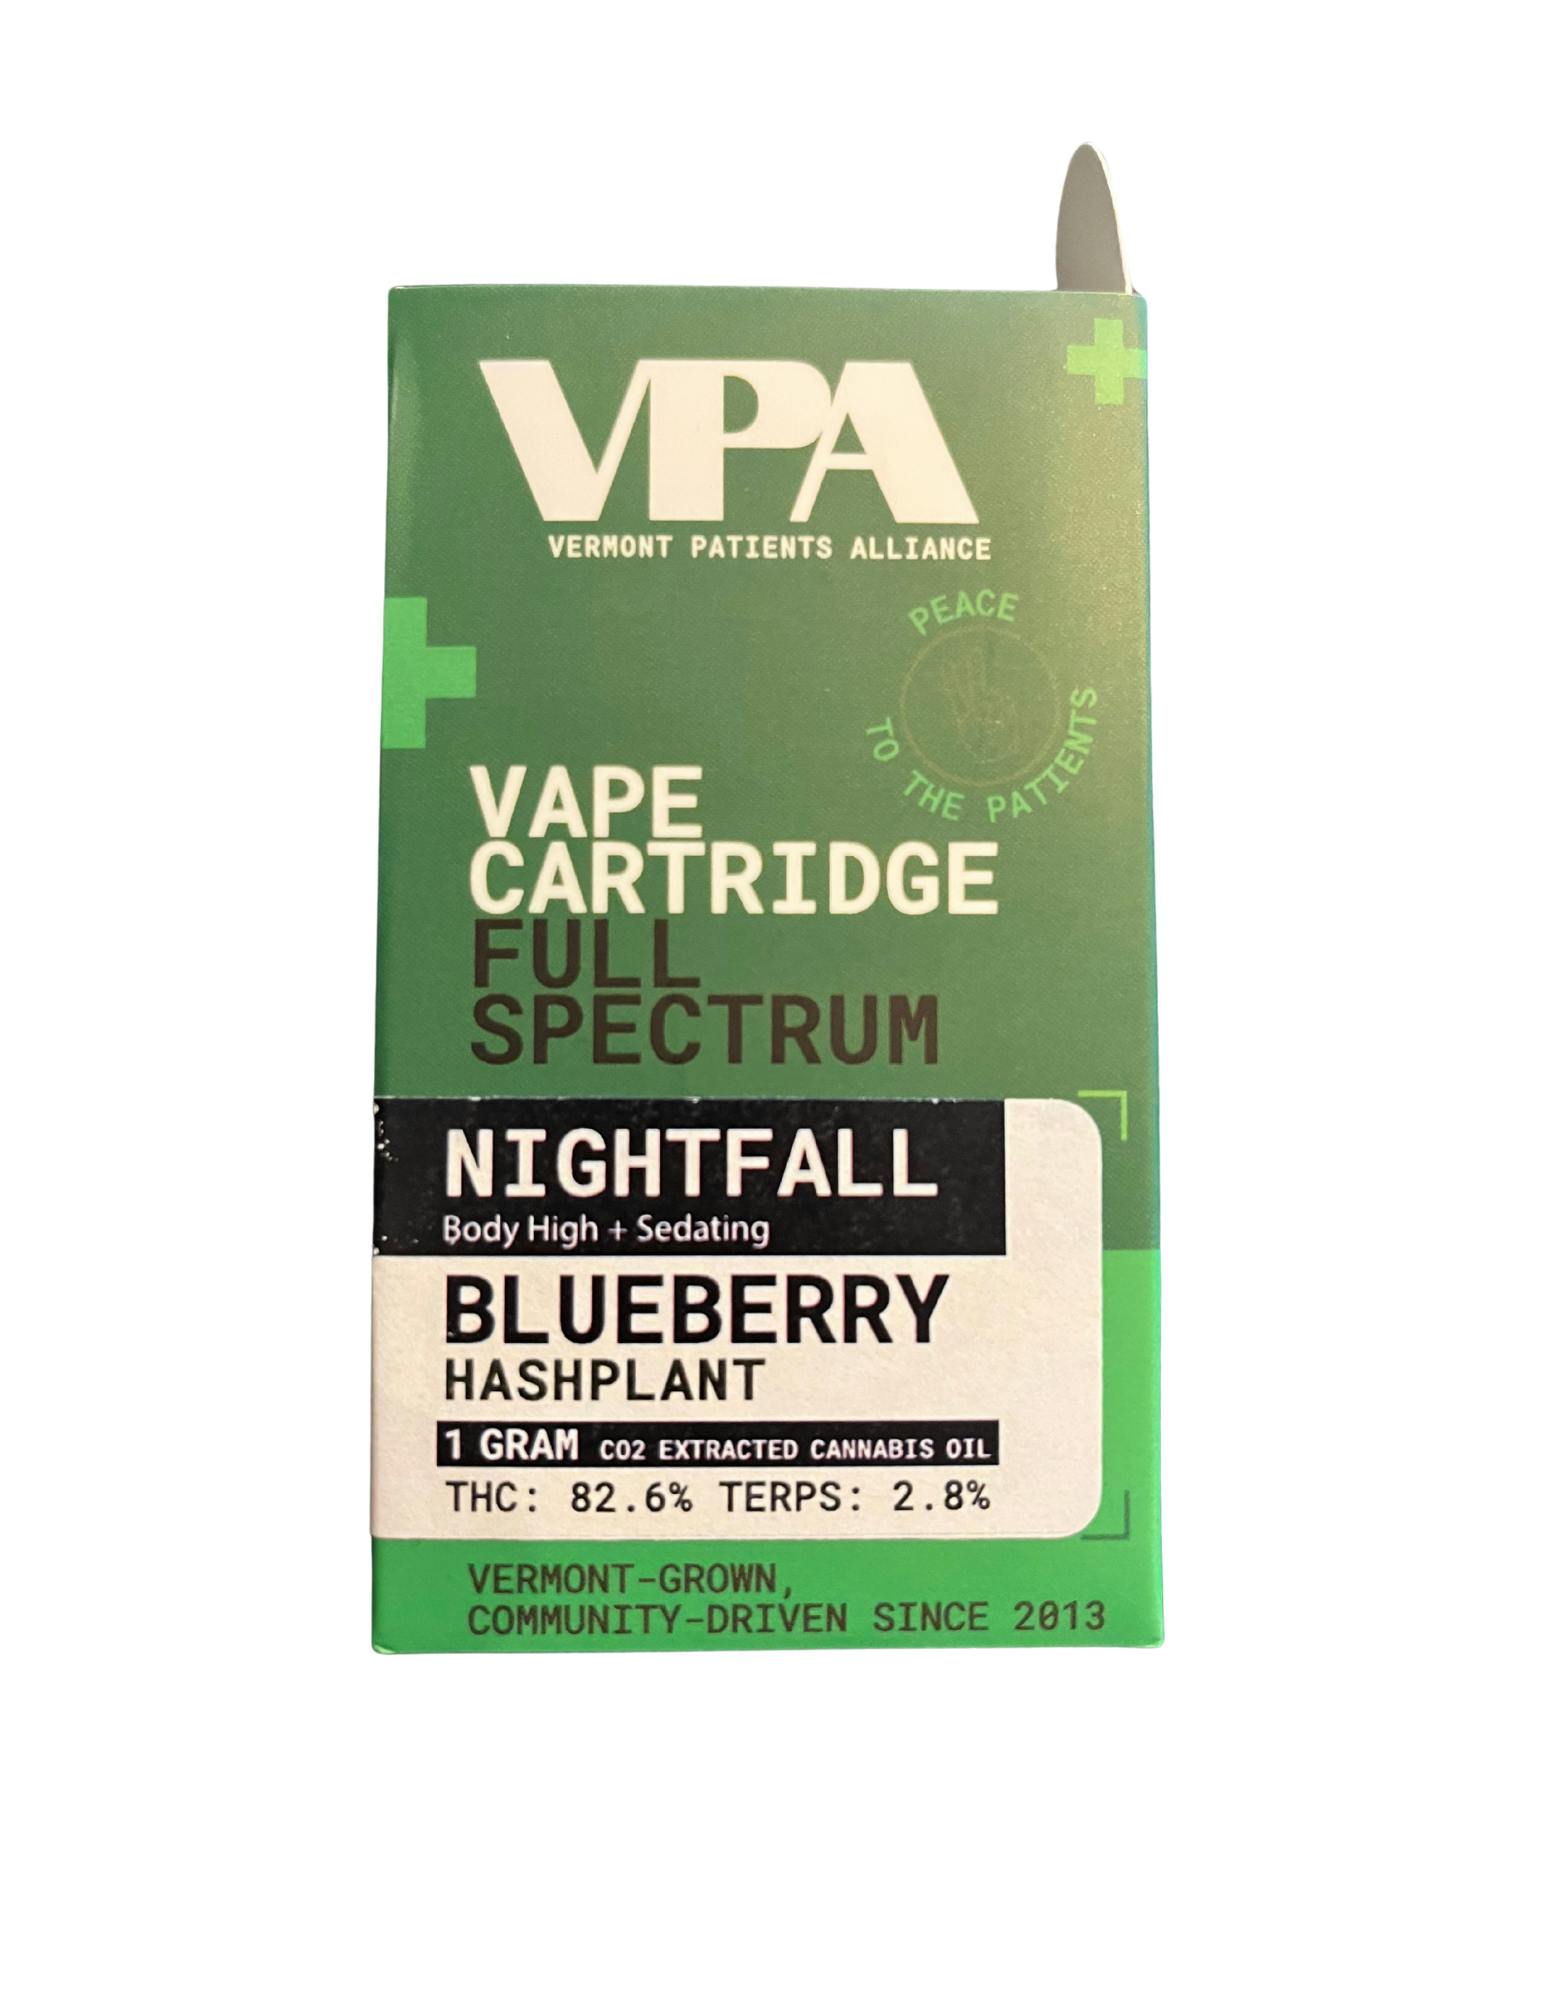 VPA
VERMONT PATIENTS ALLIANCE
PEACE
TO THE PATIENTS
VAPE
CARTRIDGE
FULL
SPECTRUM
NIGHTFALL
Body High + Sedating
BLUEBERRY
HASHPLANT
1 GRAM CO2 EXTRACTED CANNABIS OIL
THC: 82.6% TERPS: 2.8%
VERMONT-GROWN,
COMMUNITY-DRIVEN SINCE 2013